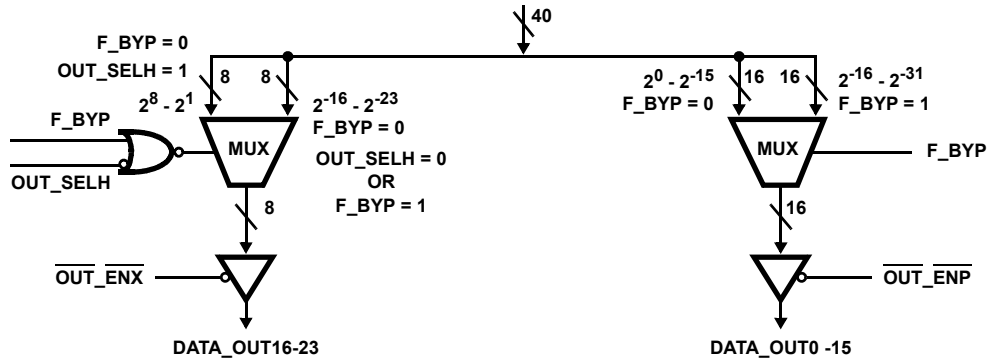 40
F_BYP = 0
OUT_SELH = 1
8
8
2^8 - 2^1
2^-16 - 2^-23
F_BYP = 0
OUT_SELH = 0
OR
F_BYP = 1
F_BYP
OUT_SELH
MUX
8
OUT_ENX
DATA_OUT16-23
2^0 - 2^-15
F_BYP = 0
16
16
2^-16 - 2^-31
F_BYP = 1
MUX
F_BYP
16
OUT_ENP
DATA_OUT0 -15